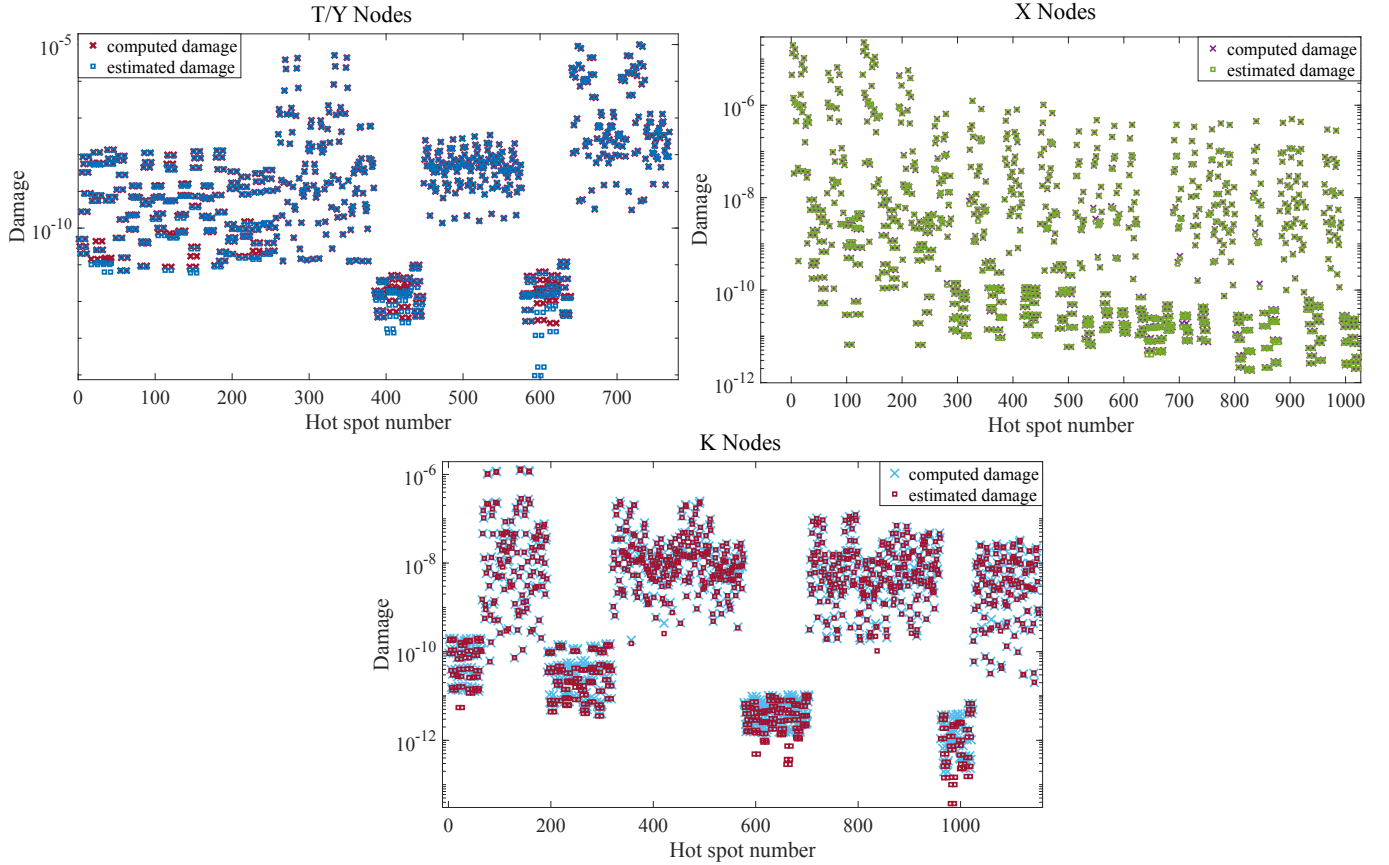 T/Y Nodes
computed damage
estimated damage
10^-5
10^-10
Damage
0 100 200 300 400 500 600 700
Hot spot number
X Nodes
computed damage
estimated damage
10^-6
10^-8
10^-10
10^-12
Damage
0 100 200 300 400 500 600 700 800 900 1000
Hot spot number
K Nodes
computed damage
estimated damage
10^-6
10^-8
10^-10
10^-12
Damage
0 200 400 600 800 1000
Hot spot number